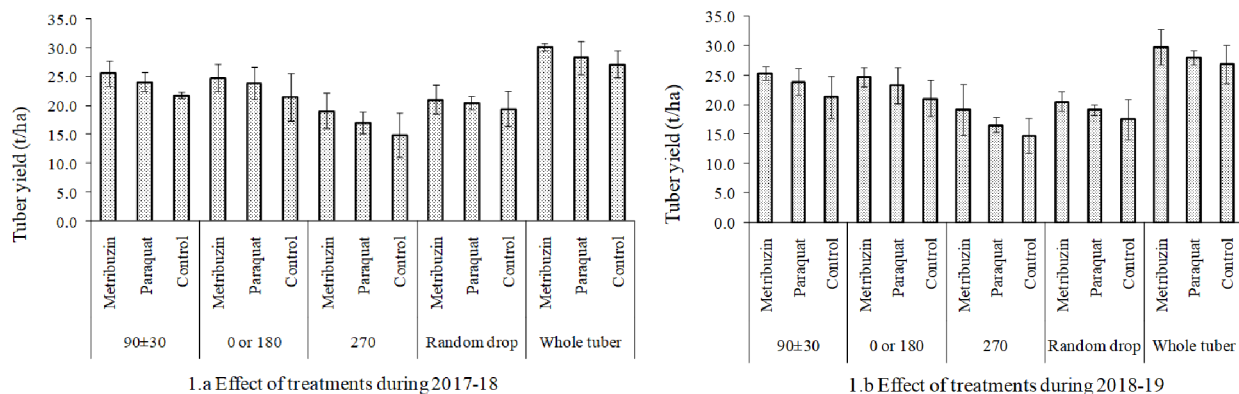 Tuber yield (t/ha)
35.0
30.0
25.0
20.0
15.0
10.0
5.0
0.0
Metribuzin
Paraquat
Control
Metribuzin
Paraquat
Control
Metribuzin
Paraquat
Control
Metribuzin
Paraquat
Control
Metribuzin
Paraquat
Control
90±30
0 or 180
270
Random drop
Whole tuber
1.a Effect of treatments during 2017-18
Tuber yield (t/ha)
35.0
30.0
25.0
20.0
15.0
10.0
5.0
0.0
Metribuzin
Paraquat
Control
Metribuzin
Paraquat
Control
Metribuzin
Paraquat
Control
Metribuzin
Paraquat
Control
Metribuzin
Paraquat
Control
90±30
0 or 180
270
Random drop
Whole tuber
1.b Effect of treatments during 2018-19